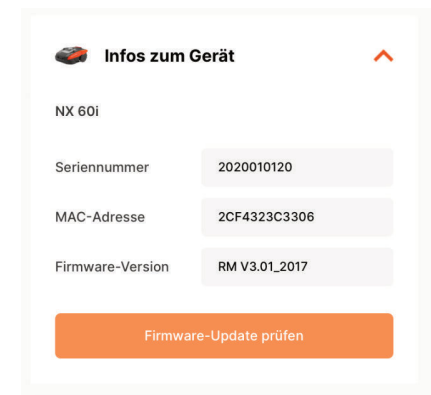 Infos zum Gerät
NX 60i
Seriennummer 2020010120
MAC-Adresse 2CF4323C3306
Firmware-Version RM V3.01_2017
Firmware-Update prüfen